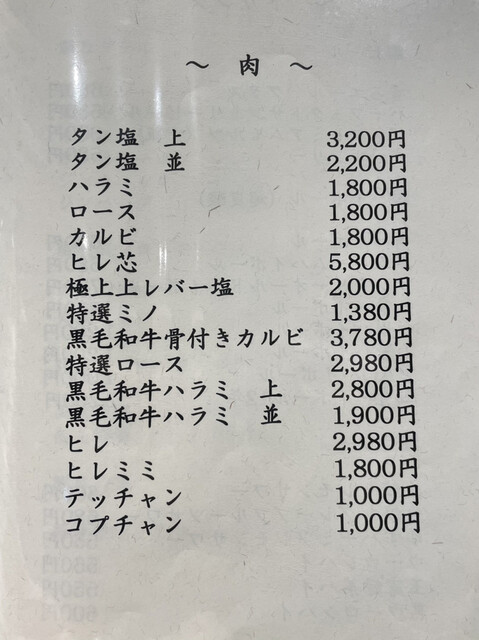 ～ 肉 ～
タン塩 上 3,200円
タン塩 並 2,200円
ハラミ 1,800円
ロース 1,800円
カルビ 1,800円
ヒレ芯 5,800円
極上上レバー塩 2,000円
特選ミノ 1,380円
黒毛和牛骨付きカルビ 3,780円
特選ロース 2,980円
黒毛和牛ハラミ 上 2,800円
黒毛和牛ハラミ 並 1,900円
ヒレ 2,980円
ヒレミミ 1,800円
テッチャン 1,000円
コプチャン 1,000円